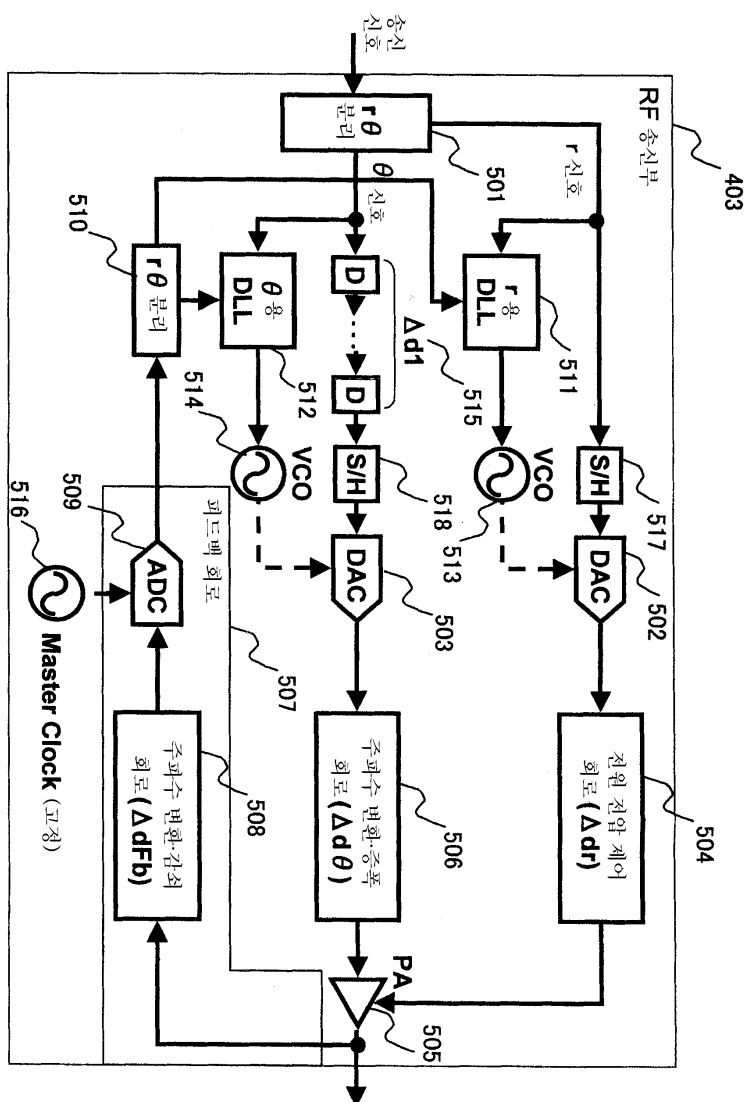 RF 송신부
403
송신
신호
rθ
분리
501
r 신호
θ
신호
r 용
DLL
511
VCO
513
S/H
517
DAC
502
전원 전압 제어
회로(Δdr)
504
D
D
Δd1
515
S/H
518
DAC
503
주파수 변환·증폭
회로(Δdθ)
506
PA
505
θ 용
DLL
512
VCO
514
510
rθ 분리
피드백 회로
507
509
ADC
516
Master Clock (고정)
주파수 변환·감쇠
회로(ΔdFb)
508